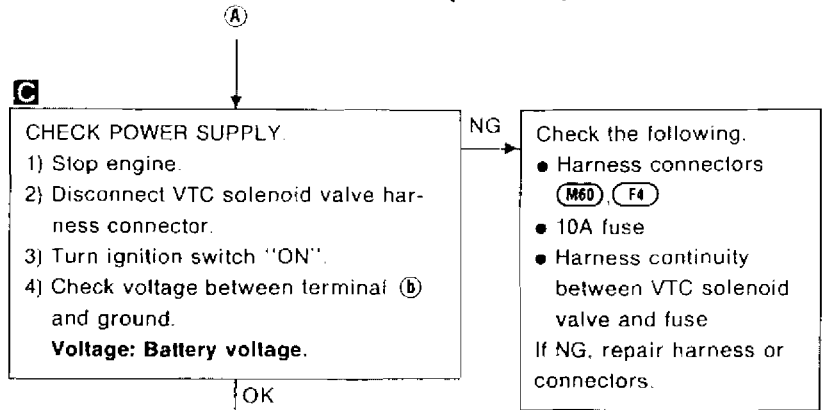 A
C
CHECK POWER SUPPLY.
1) Stop engine.
2) Disconnect VTC solenoid valve har-
ness connector.
3) Turn ignition switch "ON".
4) Check voltage between terminal b
and ground.
Voltage: Battery voltage.
NG
Check the following.
● Harness connectors
M60, F4
● 10A fuse
● Harness continuity
between VTC solenoid
valve and fuse
If NG, repair harness or
connectors.
OK